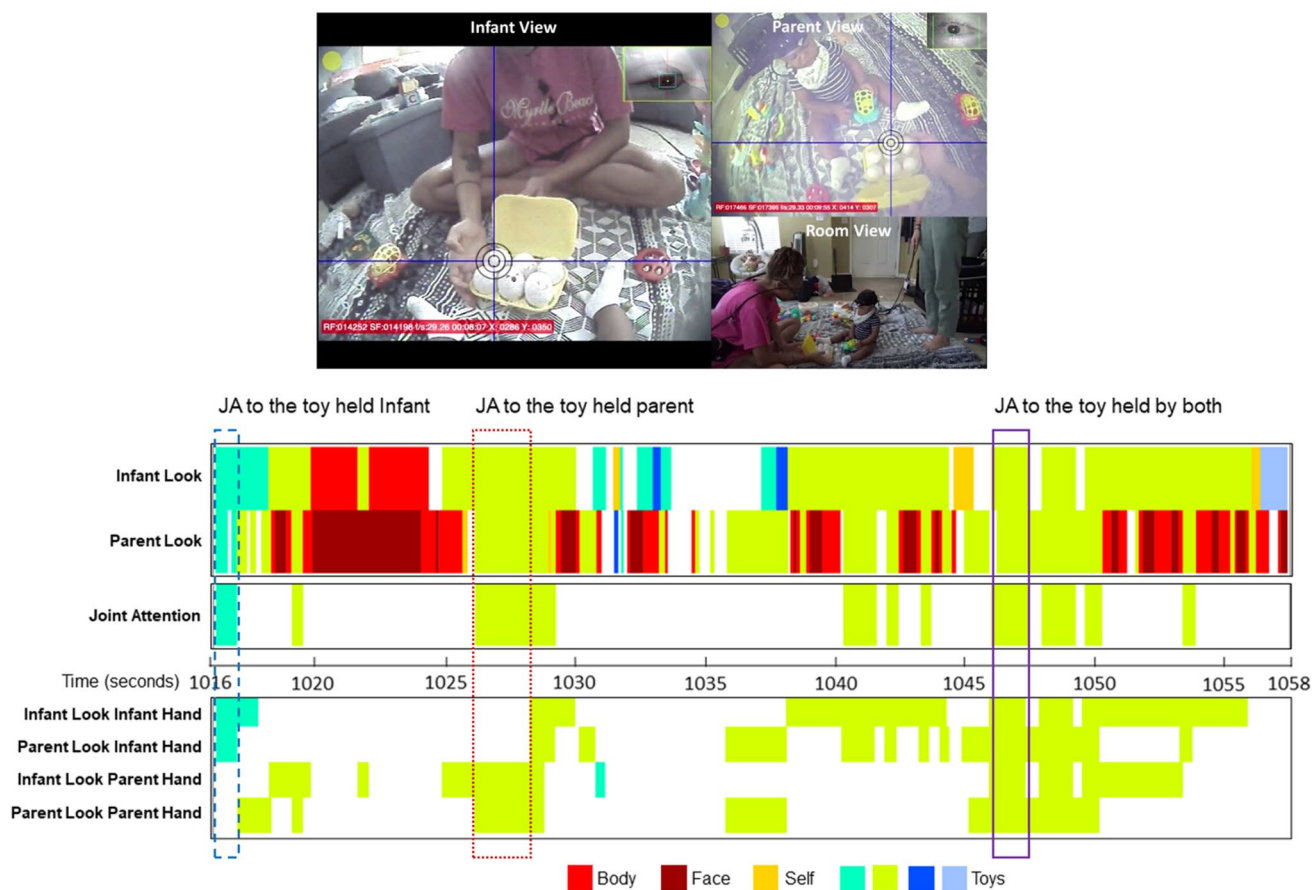 Infant View
Parent View
Myrtle Beach
RF:014252 SF:014196 f/s:29.26 00:08:07 X: 0286 Y: 0350
RF:017466 SF:017396 f/s:29.33 00:09:55 X: 0414 Y: 0307
Room View
JA to the toy held Infant
JA to the toy held parent
JA to the toy held by both
Infant Look
Parent Look
Joint Attention
Time (seconds) 1016 1020 1025 1030 1035 1040 1045 1050 1055 1058
Infant Look Infant Hand
Parent Look Infant Hand
Infant Look Parent Hand
Parent Look Parent Hand
Body Face Self Toys